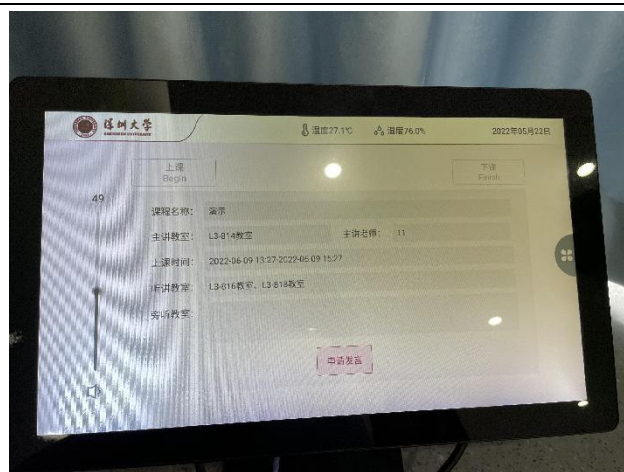 深圳大学
SHENZHEN UNIVERSITY
温度27.1℃ 湿度76.0% 2022年05月22日
上课 下课
Begin Finish
49
课程名称: 演示
主讲教室: L3-814教室 主讲老师: 11
上课时间: 2022-06-09 13:27-2022-06-09 15:27
听讲教室: L3-816教室、L3-818教室
旁听教室:
申请发言